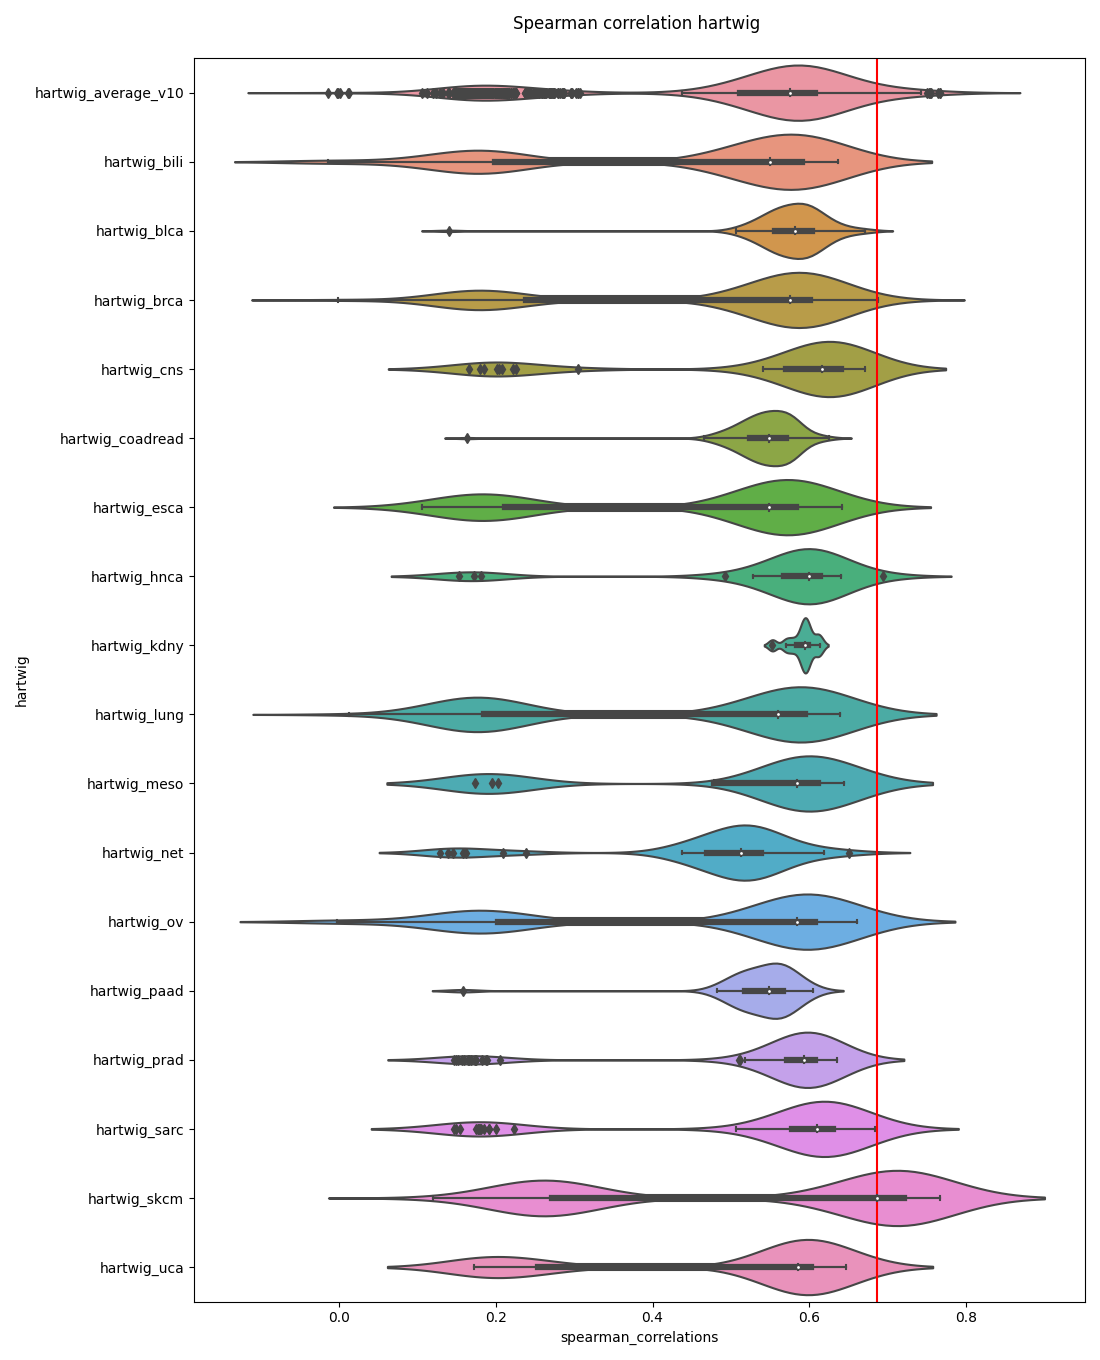 Spearman correlation hartwig
hartwig_average_v10
hartwig_bili
hartwig_blca
hartwig_brca
hartwig_cns
hartwig_coadread
hartwig_esca
hartwig_hnca
hartwig_kdny
hartwig_lung
hartwig_meso
hartwig_net
hartwig_ov
hartwig_paad
hartwig_prad
hartwig_sarc
hartwig_skcm
hartwig_uca
hartwig
0.0 0.2 0.4 0.6 0.8
spearman_correlations